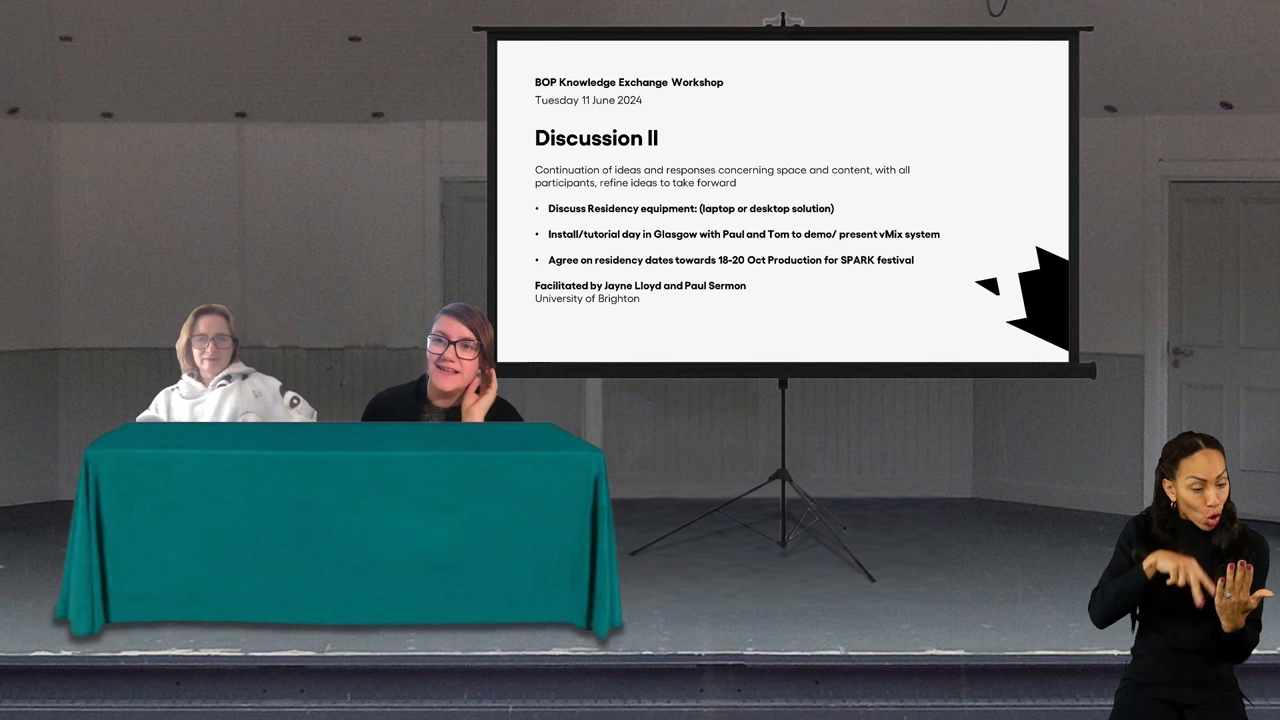 BOP Knowledge Exchange Workshop
Tuesday 11 June 2024
Discussion II
Continuation of ideas and responses concerning space and content, with all
participants, refine ideas to take forward
• Discuss Residency equipment: (laptop or desktop solution)
• Install/tutorial day in Glasgow with Paul and Tom to demo/ present vMix system
• Agree on residency dates towards 18-20 Oct Production for SPARK festival
Facilitated by Jayne Lloyd and Paul Sermon
University of Brighton